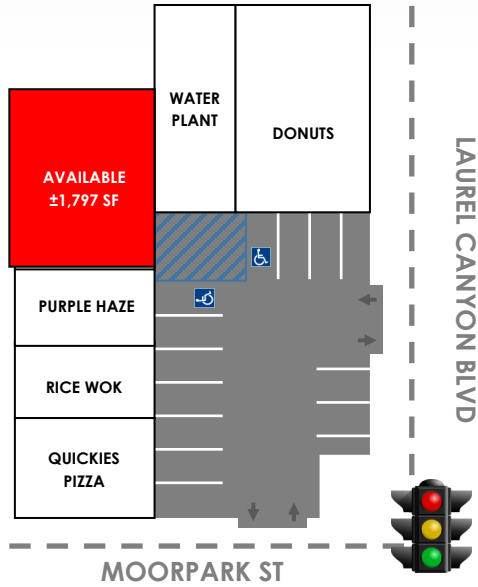 WATER
PLANT
DONUTS
AVAILABLE
±1,797 SF
PURPLE HAZE
RICE WOK
QUICKIES
PIZZA
LAUREL CANYON BLVD
MOORPARK ST